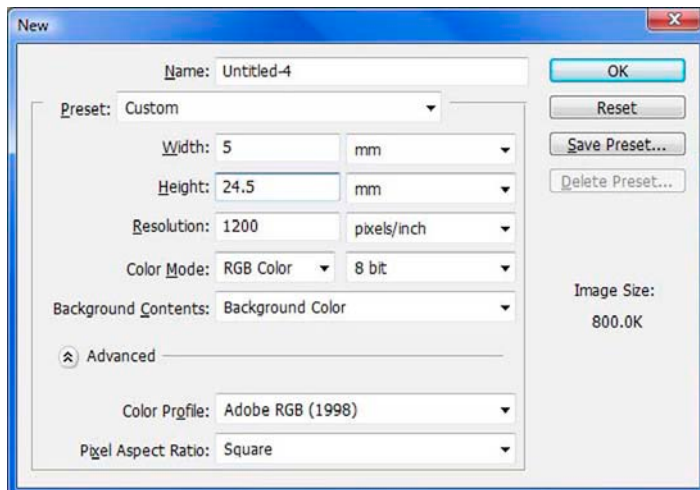 New
Name: Untitled-4
OK
Preset: Custom
Reset
Width: 5 mm
Save Preset...
Height: 24.5 mm
Delete Preset...
Resolution: 1200 pixels/inch
Color Mode: RGB Color 8 bit
Image Size:
Background Contents: Background Color
800.0K
Advanced
Color Profile: Adobe RGB (1998)
Pixel Aspect Ratio: Square